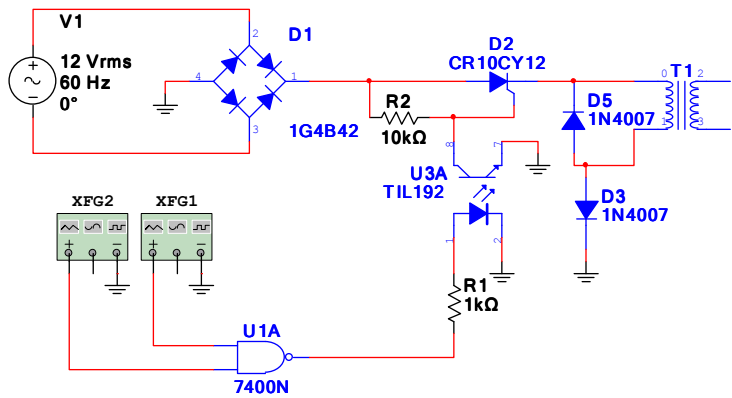 V1
12 Vrms
60 Hz
0°
D1
2
4
1
3
1G4B42
D2
CR10CY12
R2
10kΩ
D5
1N4007
0
T1
2
1
3
8
7
U3A
TIL192
1
2
D3
1N4007
XFG2
XFG1
+
−
+
−
R1
1kΩ
U1A
7400N